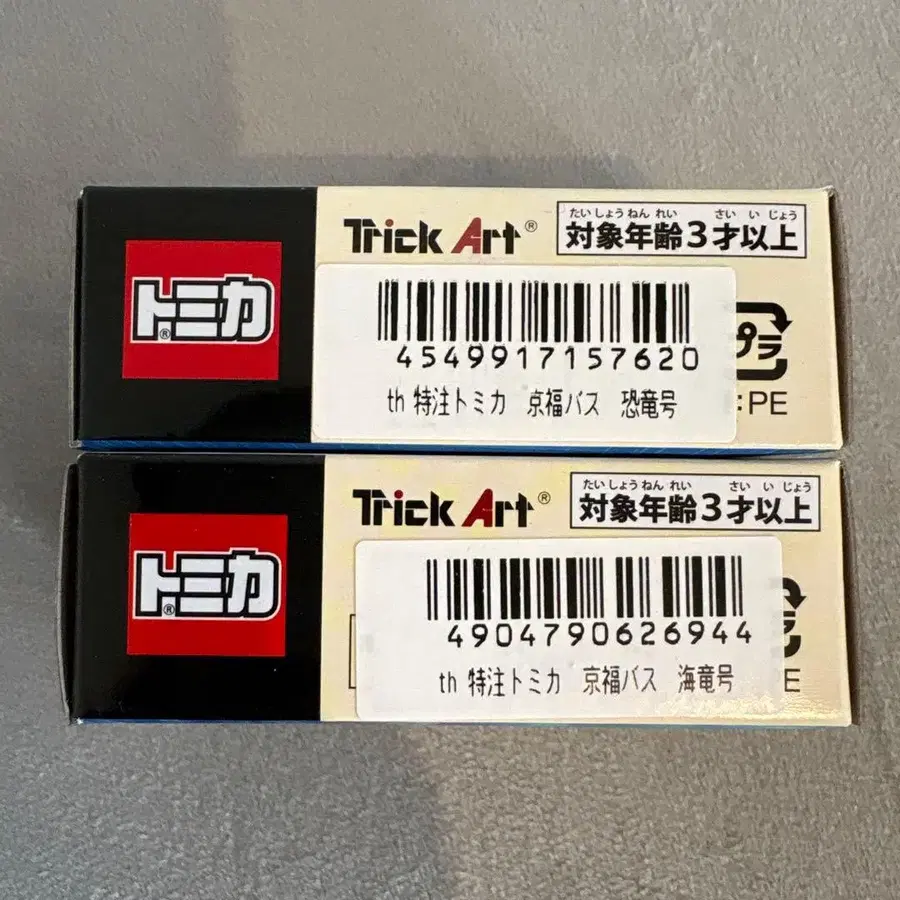 トミカ®
Trick Art®
たいしょうねんれい さいいじょう
対象年齢3才以上
4549917157620
th 特注トミカ 京福バス 恐竜号
プラ
:PE
トミカ®
Trick Art®
たいしょうねんれい さいいじょう
対象年齢3才以上
4904790626944
th 特注トミカ 京福バス 海竜号
PE